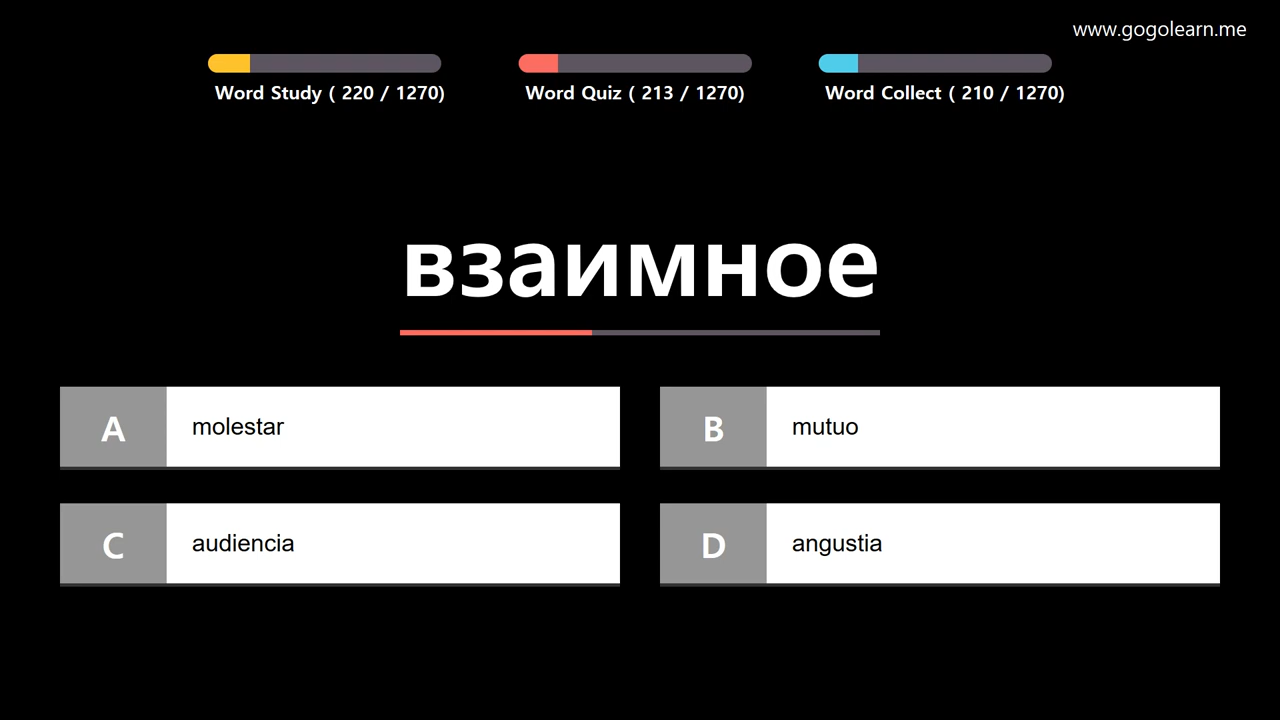 www.gogolearn.me
Word Study ( 220 / 1270)
Word Quiz ( 213 / 1270)
Word Collect ( 210 / 1270)
взаимное
A molestar
B mutuo
C audiencia
D angustia